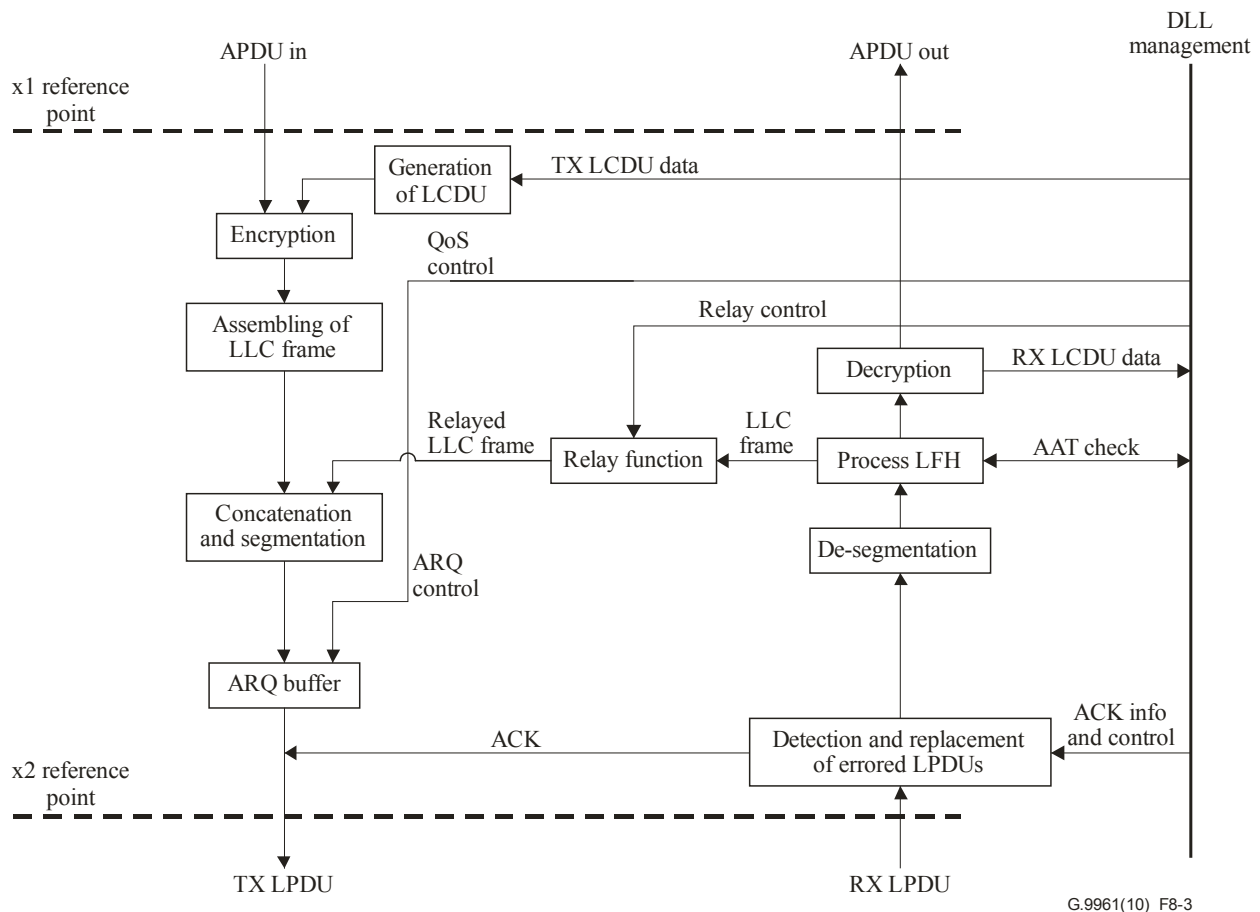 DLL
management
APDU in
APDU out
x1 reference
point
Generation
of LCDU
TX LCDU data
Encryption
QoS
control
Assembling of
LLC frame
Relay control
Decryption
RX LCDU data
Relayed
LLC frame
LLC
frame
Relay function
Process LFH
AAT check
Concatenation
and segmentation
De-segmentation
ARQ
control
ARQ buffer
ACK
Detection and replacement
of errored LPDUs
ACK info
and control
x2 reference
point
TX LPDU
RX LPDU
G.9961(10)_F8-3